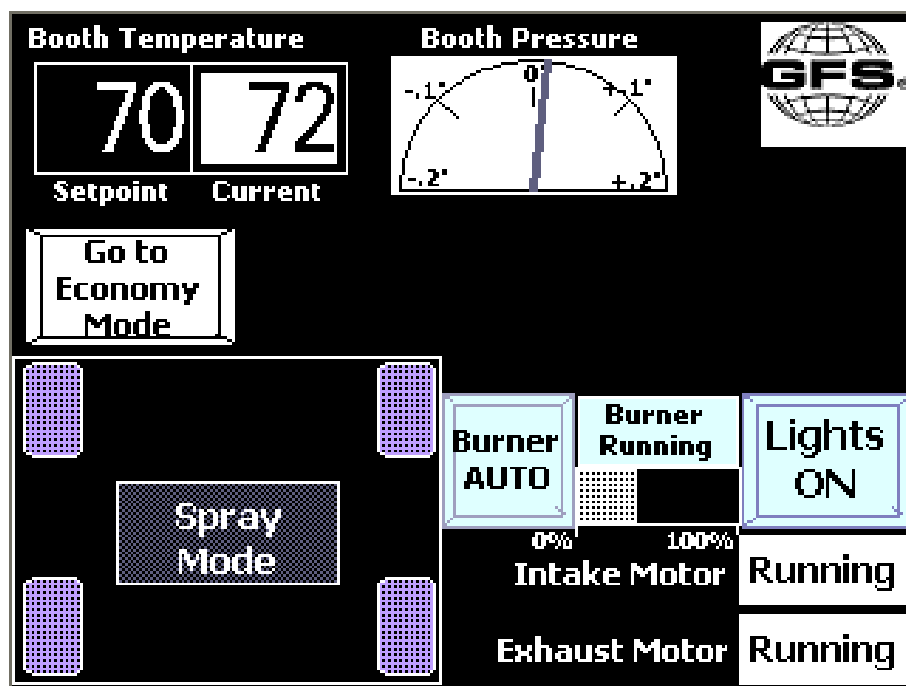 Booth Temperature
Booth Pressure
GFS
70
72
-.1"
0
+.1"
-.2"
+.2"
Setpoint
Current
Go to
Economy
Mode
Burner
AUTO
Burner
Running
Lights
ON
Spray
Mode
0%
100%
Intake Motor
Running
Exhaust Motor
Running